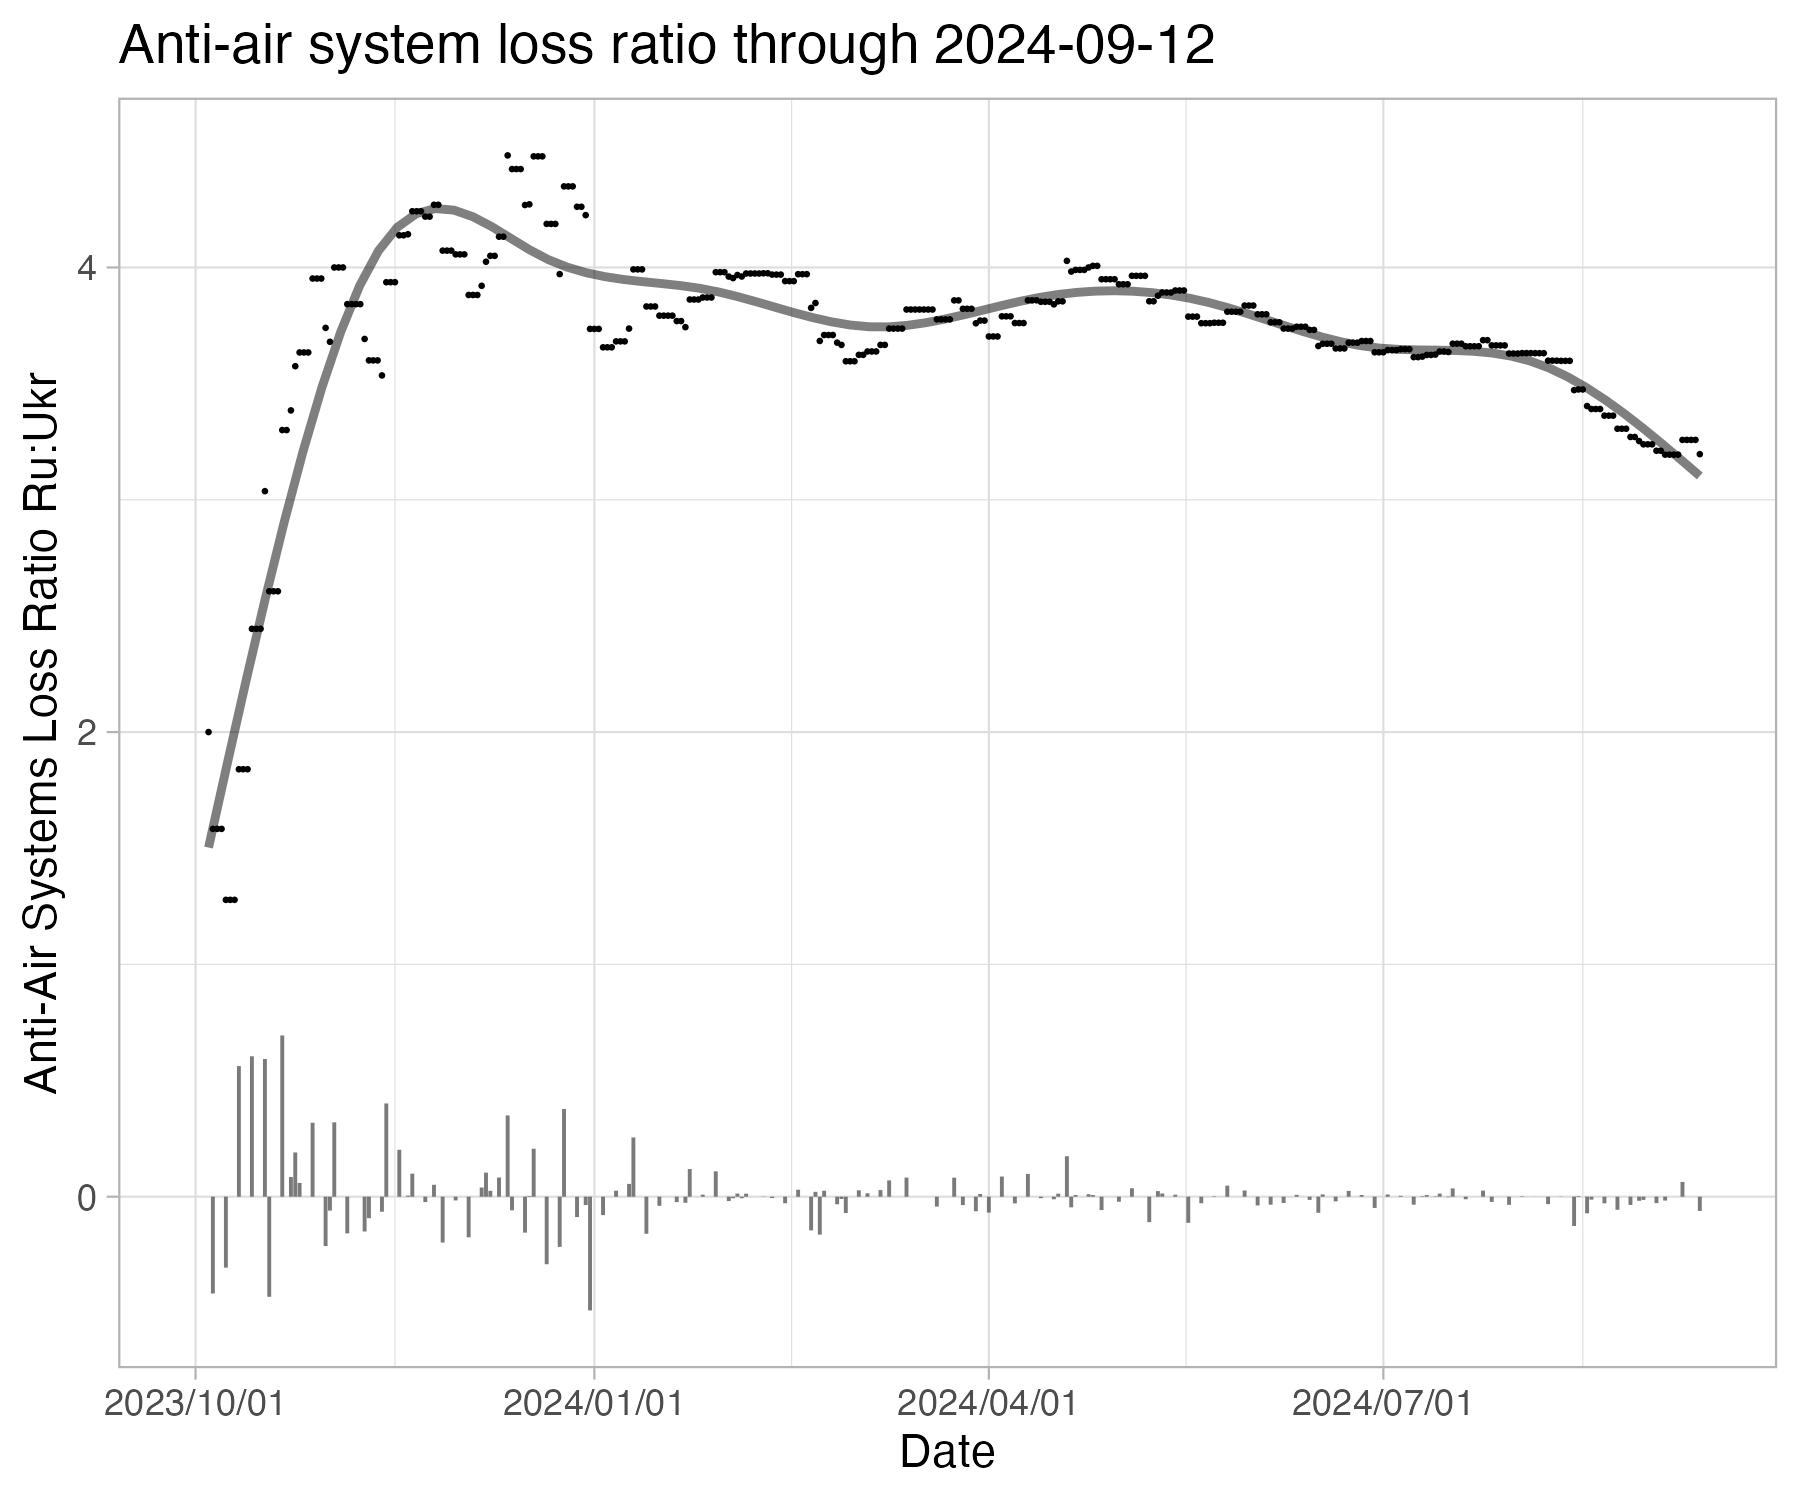 Anti-air system loss ratio through 2024-09-12
Anti-Air Systems Loss Ratio Ru:Ukr
4
2
0
2023/10/01
2024/01/01
2024/04/01
2024/07/01
Date